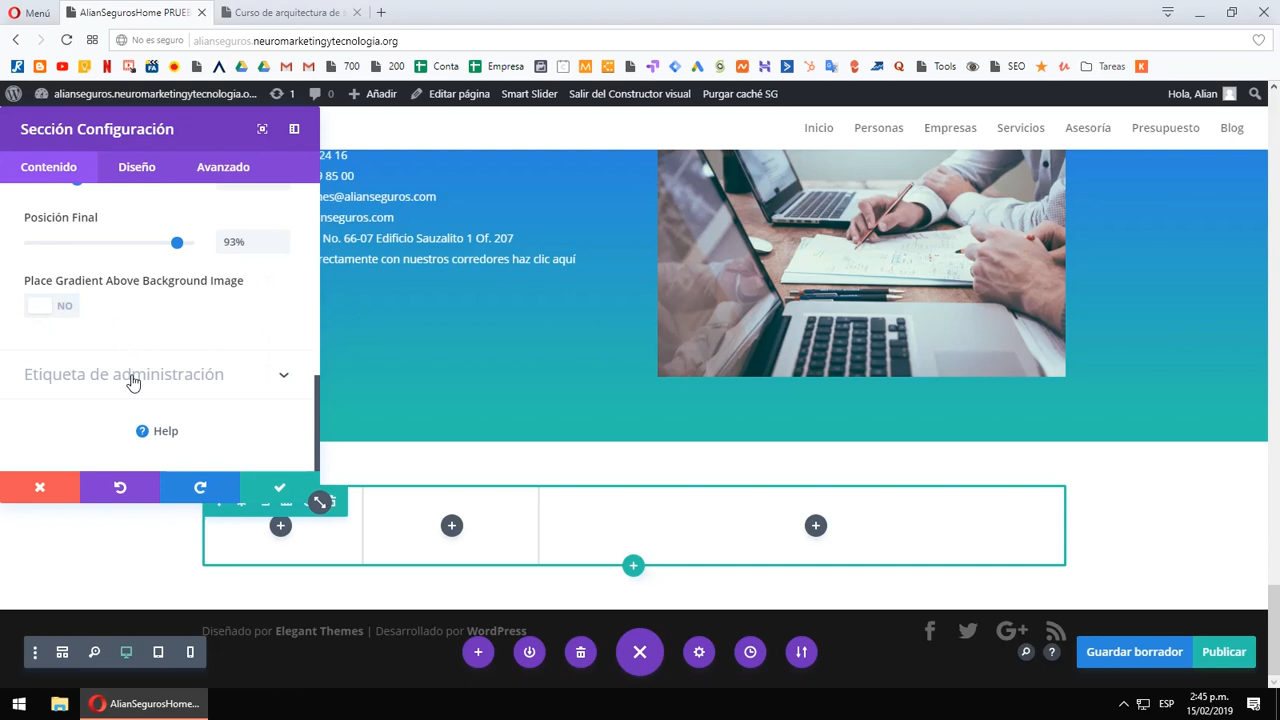 Menú
AlianSegurosHome PRUEB
Curso de arquitectura de s
No es seguro
alianseguros.neuromarketingytecnologia.org
700
200
Conta
Empresa
Tools
SEO
Tareas
alianseguros.neuromarketingytecnologia.o...
1
0
Añadir
Editar página
Smart Slider
Salir del Constructor visual
Purgar caché SG
Hola, Alian
Sección Configuración
Inicio
Personas
Empresas
Servicios
Asesoría
Presupuesto
Blog
Contenido
Diseño
Avanzado
24 16
9 85 00
nes@alianseguros.com
nseguros.com
No. 66-07 Edificio Sauzalito 1 Of. 207
rectamente con nuestros corredores haz clic aquí
Posición Final
93%
Place Gradient Above Background Image
NO
Etiqueta de administración
Help
Diseñado por Elegant Themes | Desarrollado por WordPress
Guardar borrador
Publicar
AlianSegurosHome...
ESP
2:45 p.m.
15/02/2019